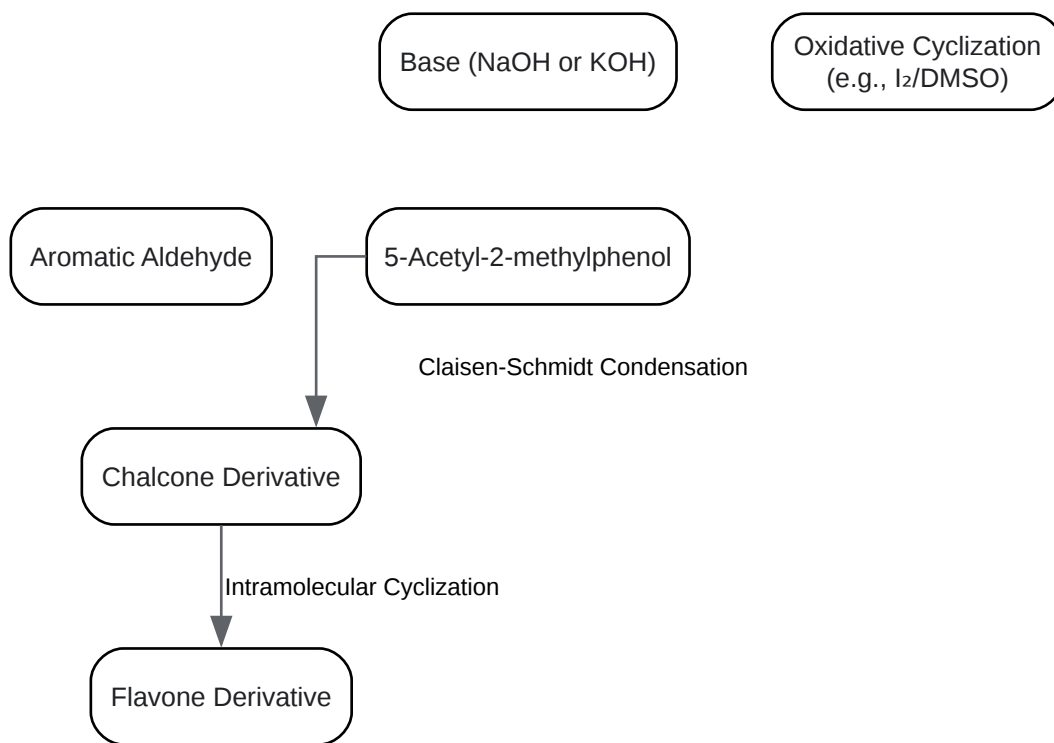 Base (NaOH or KOH)
Oxidative Cyclization
(e.g., I₂/DMSO)
Aromatic Aldehyde
5-Acetyl-2-methylphenol
Claisen-Schmidt Condensation
Chalcone Derivative
Intramolecular Cyclization
Flavone Derivative